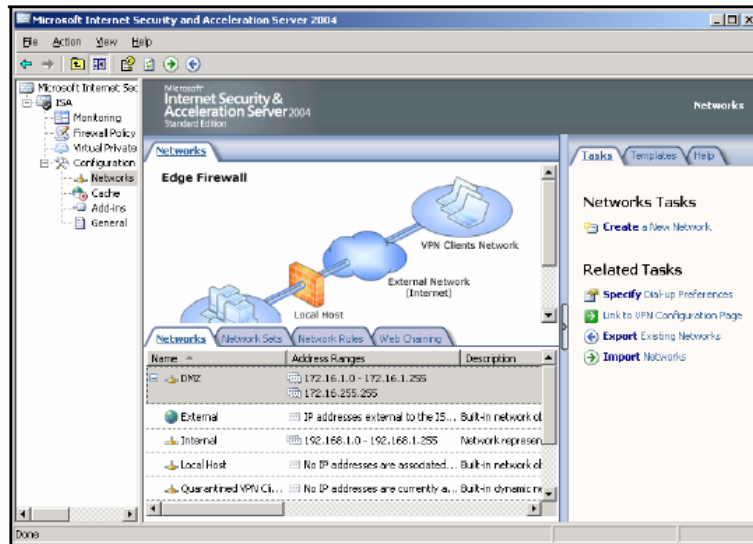 Microsoft Internet Security and Acceleration Server 2004
File Action View Help
Microsoft Internet Sec
ISA
Monitoring
Firewall Policy
Virtual Private
Configuration
Networks
Cache
Add-ins
General
Microsoft
Internet Security &
Acceleration Server 2004
Standard Edition
Networks
Networks
Edge Firewall
VPN Clients Network
External Network
(Internet)
Local Host
Networks Network Sets Network Rules Web Chaining
Name Address Ranges Description
DMZ 172.16.1.0 - 172.16.1.255
172.16.255.255
External IP addresses external to the IS... Built-in network ob
Internal 192.168.1.0 - 192.168.1.255 Network represen
Local Host No IP addresses are associated... Built-in network ob
Quarantined VPN Cli... No IP addresses are currently a... Built-in dynamic ne
Tasks Templates Help
Networks Tasks
Create a New Network
Related Tasks
Specify Dial-up Preferences
Link to VPN Configuration Page
Export Existing Networks
Import Networks
Done